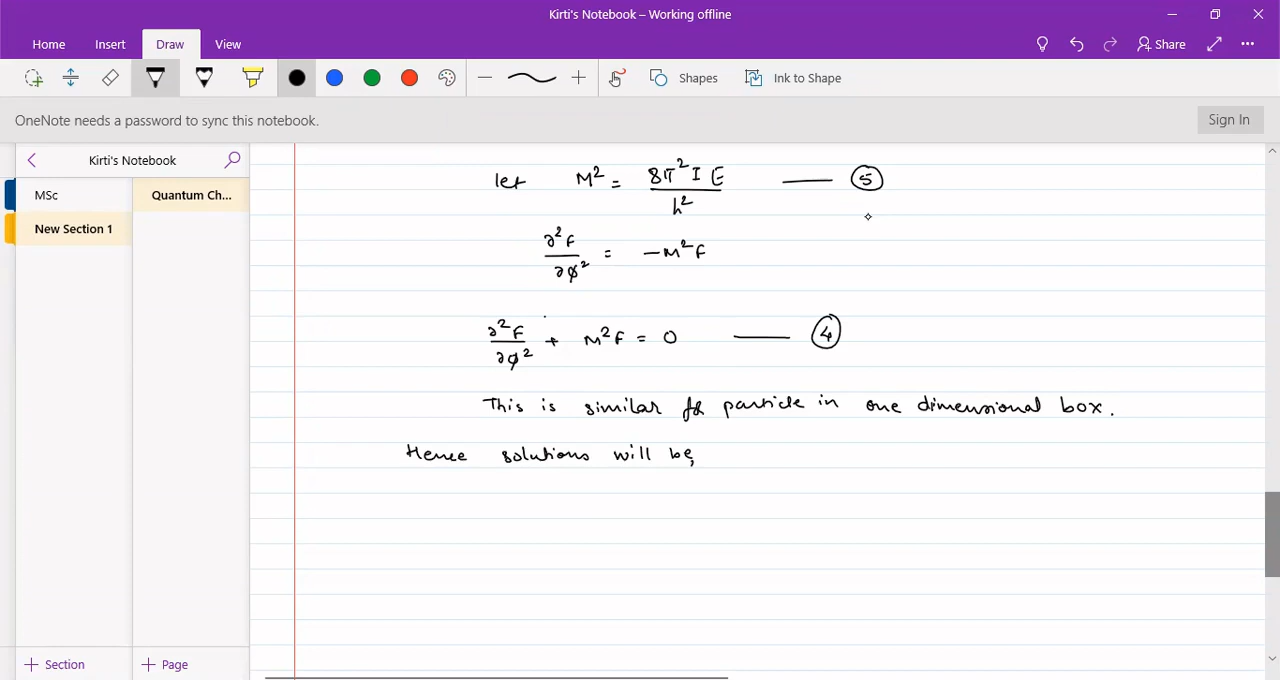 Kirti's Notebook – Working offline
Home Insert Draw View Share
Shapes Ink to Shape
OneNote needs a password to sync this notebook. Sign In
Kirti's Notebook
MSc
New Section 1
Quantum Ch...
let M² = 8π² I E / h² —— ⑤
∂²F / ∂φ² = −M²F
∂²F / ∂φ² + M²F = 0 —— ④
This is similar for particle in one dimensional box.
Hence solutions will be,
+ Section + Page